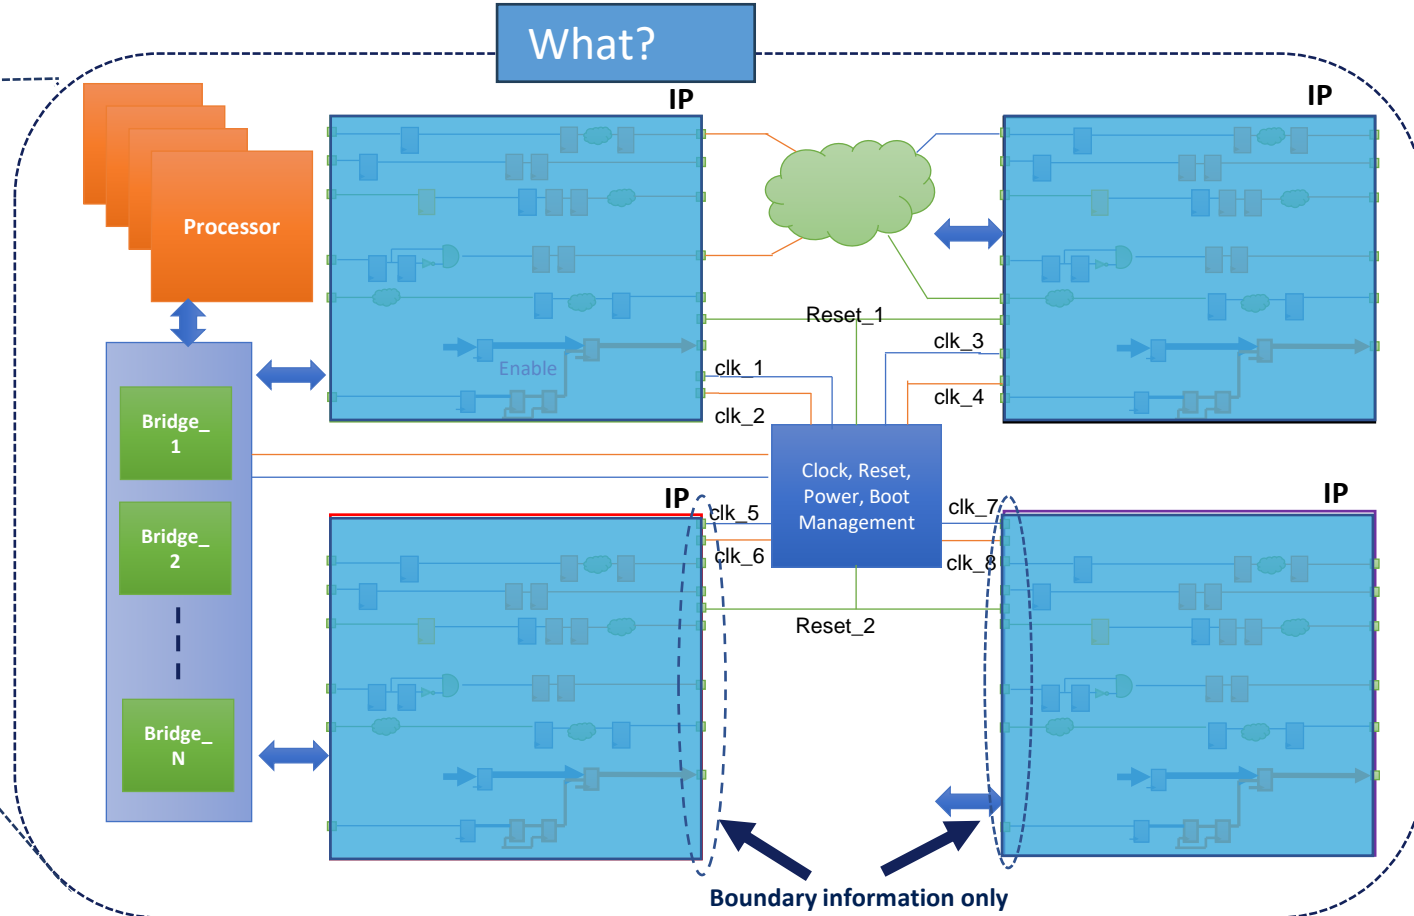 What?
IP
IP
Processor
Reset_1
clk_3
Enable
clk_1
clk_4
clk_2
Bridge_
1
Clock, Reset,
Power, Boot
Management
IP
IP
clk_5
clk_7
Bridge_
2
clk_6
clk_8
Reset_2
Bridge_
N
Boundary information only